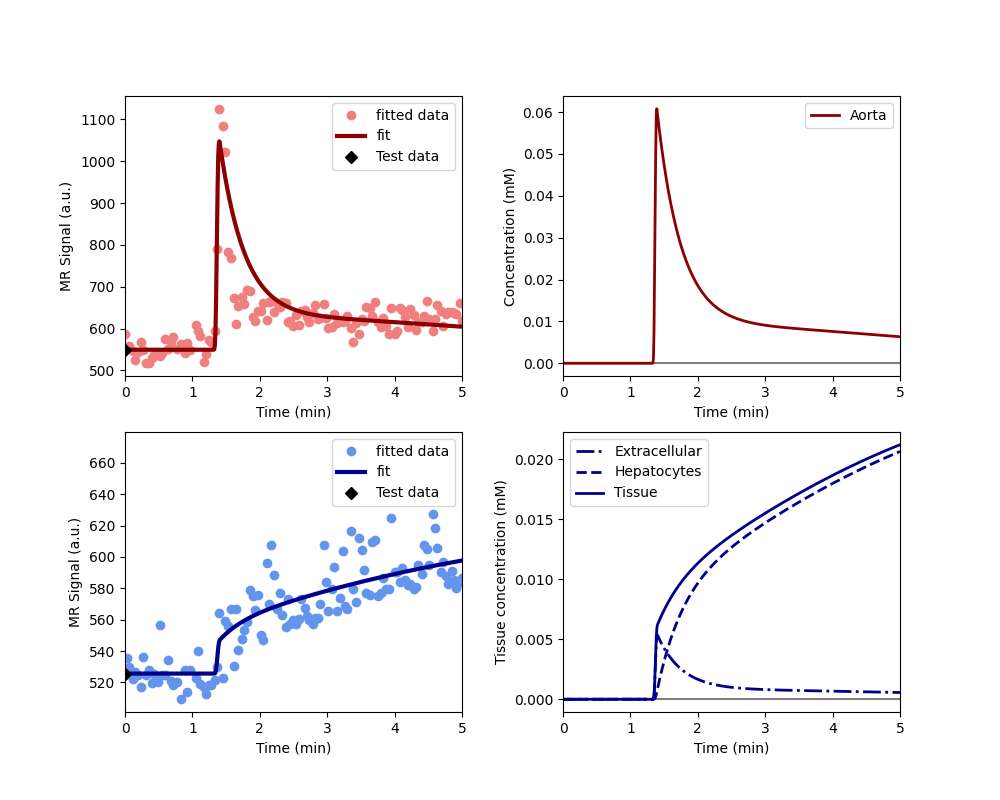 MR Signal (a.u.)
1100
1000
900
800
700
600
500
fitted data
fit
Test data
0 1 2 3 4 5
Time (min)
Concentration (mM)
0.06
0.05
0.04
0.03
0.02
0.01
0.00
Aorta
0 1 2 3 4 5
Time (min)
MR Signal (a.u.)
660
640
620
600
580
560
540
520
fitted data
fit
Test data
0 1 2 3 4 5
Time (min)
Tissue concentration (mM)
0.020
0.015
0.010
0.005
0.000
Extracellular
Hepatocytes
Tissue
0 1 2 3 4 5
Time (min)